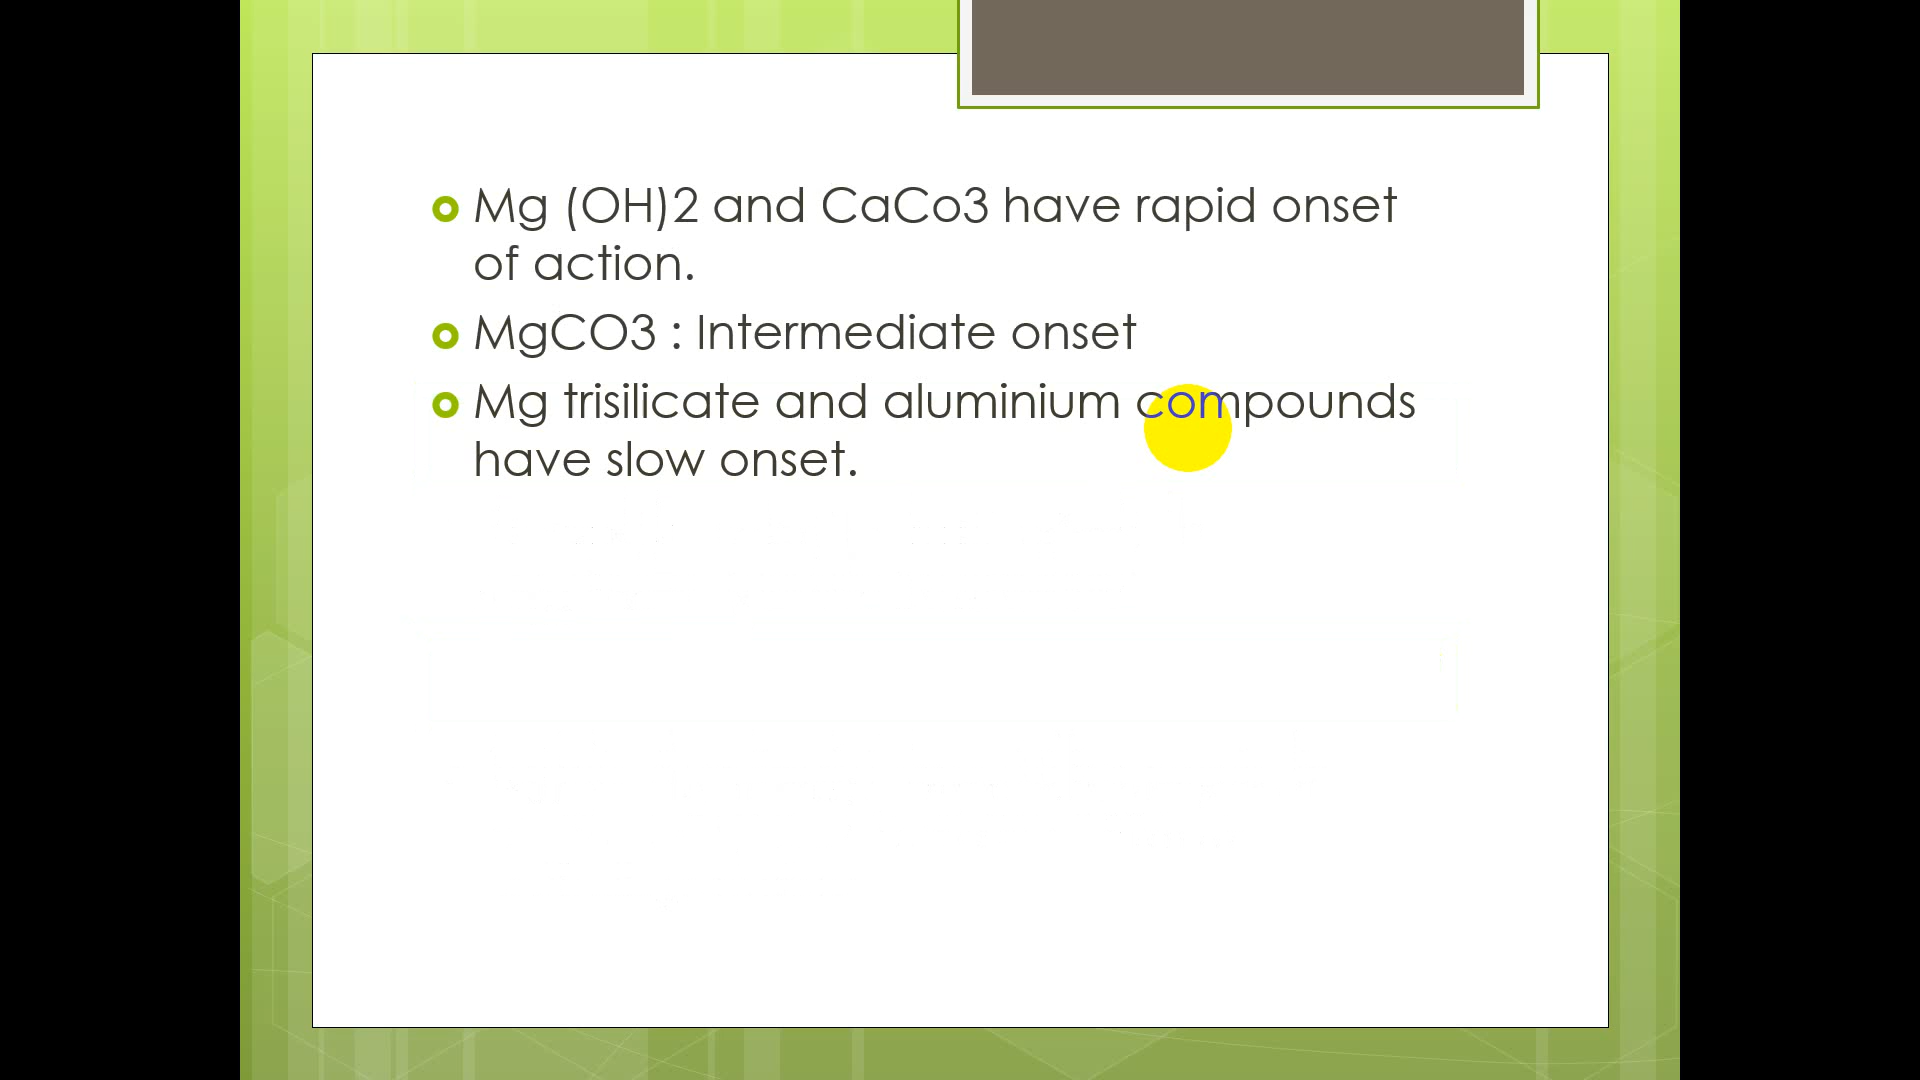 Mg (OH)2 and CaCo3 have rapid onset
of action.
MgCO3 : Intermediate onset
Mg trisilicate and aluminium compounds
have slow onset.